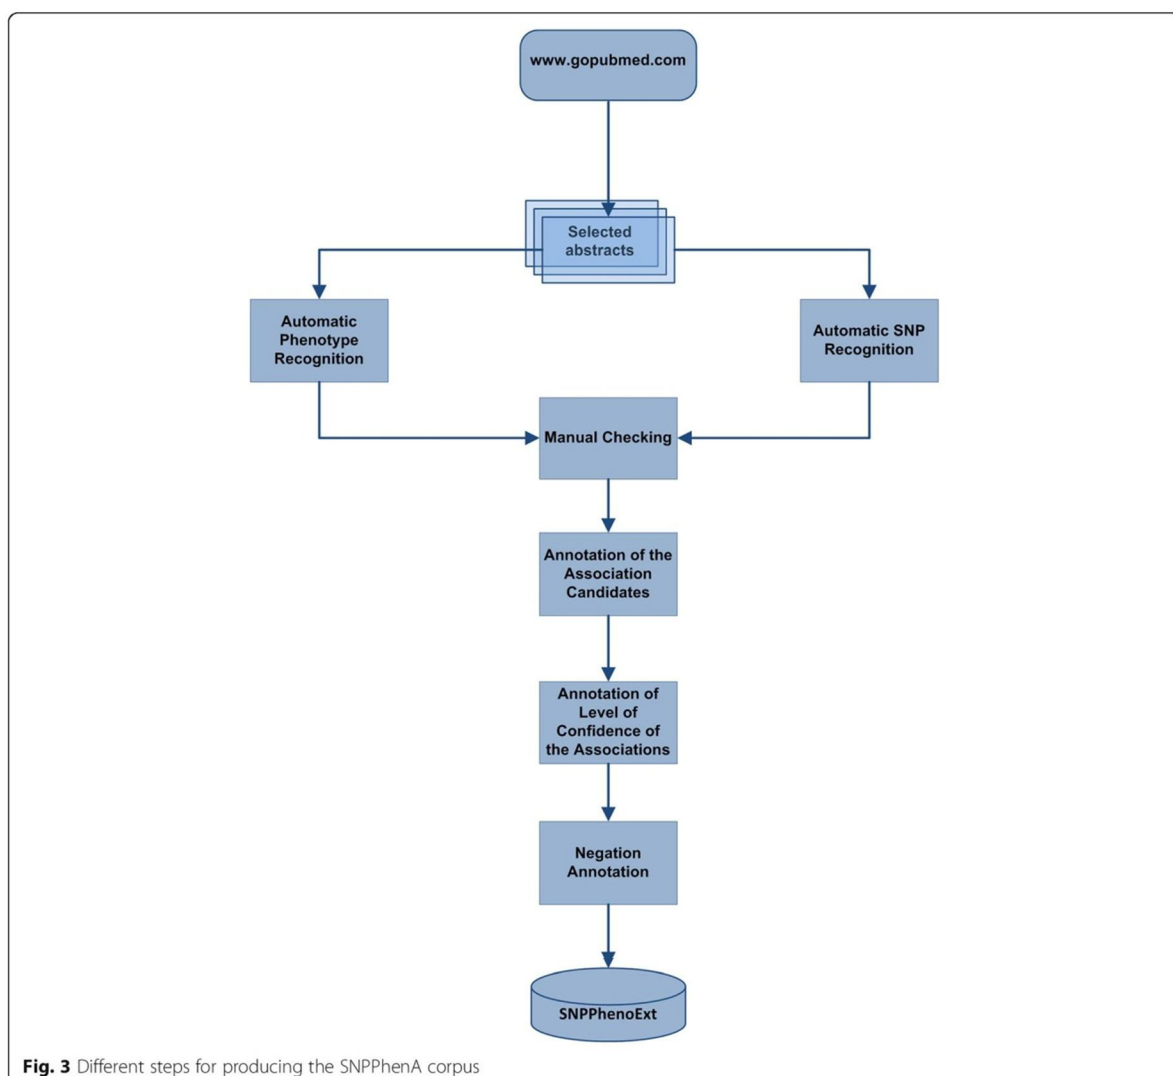 www.gopubmed.com
Selected
abstracts
Automatic
Phenotype
Recognition
Automatic SNP
Recognition
Manual Checking
Annotation of the
Association
Candidates
Annotation of
Level of
Confidence of
the Associations
Negation
Annotation
SNPPhenoExt
Fig. 3 Different steps for producing the SNPPhenA corpus